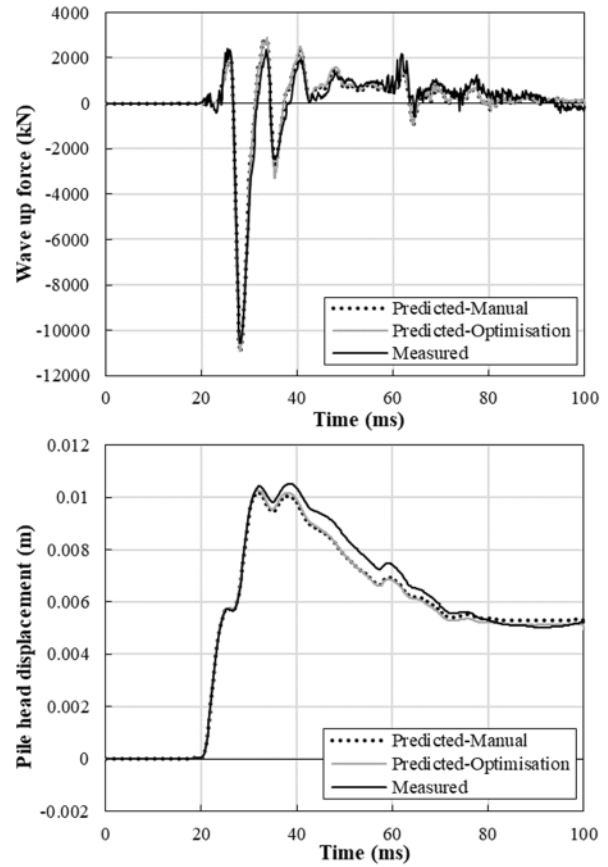 4000
2000
0
-2000
-4000
-6000
-8000
-10000
-12000
Wave up force (kN)
Predicted-Manual
Predicted-Optimisation
Measured
0 20 40 60 80 100
Time (ms)
0.012
0.01
0.008
0.006
0.004
0.002
0
-0.002
Pile head displacement (m)
Predicted-Manual
Predicted-Optimisation
Measured
0 20 40 60 80 100
Time (ms)